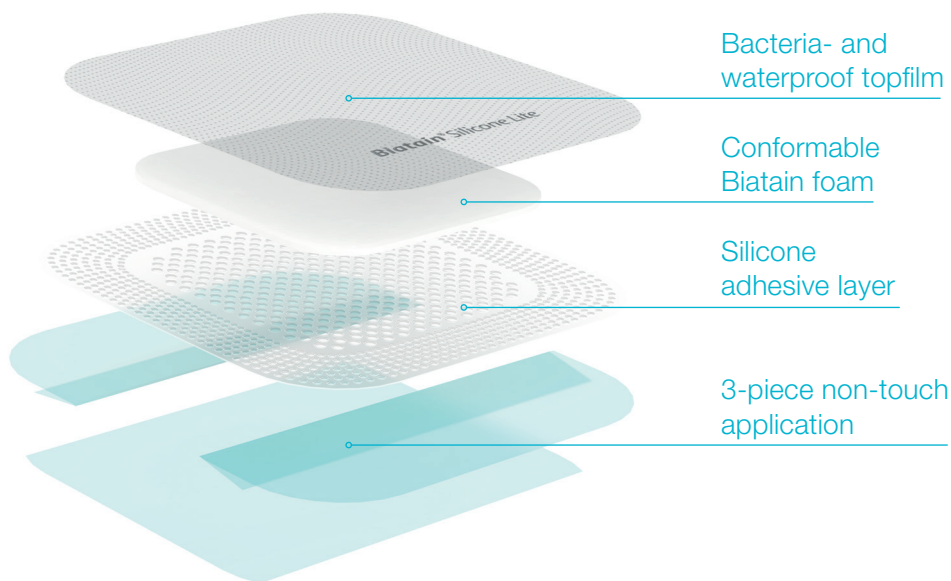 Bacteria- and
waterproof topfilm
Biatain® Silicone Lite
Conformable
Biatain foam
Silicone
adhesive layer
3-piece non-touch
application